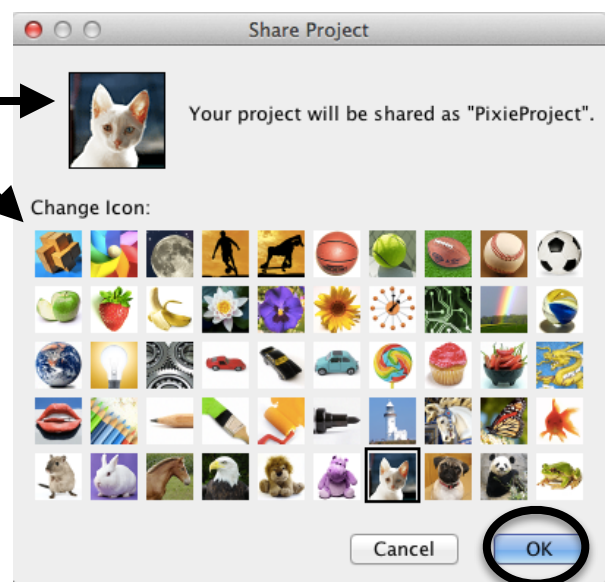 Share Project
Your project will be shared as "PixieProject".
Change Icon:
Cancel
OK